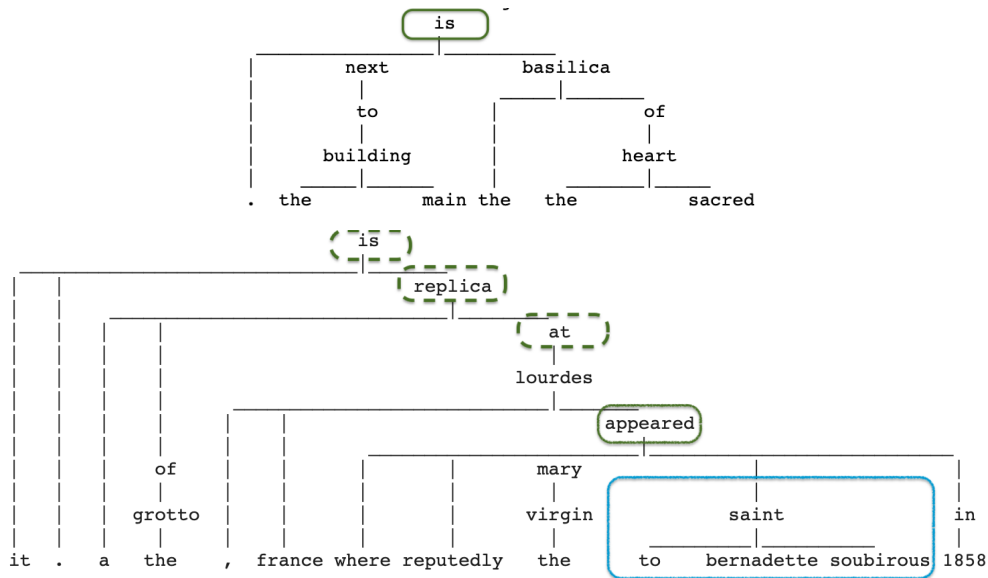 is
next basilica
to of
building heart
. the main the the sacred
is
replica
at
lourdes
appeared
of mary
grotto virgin saint in
it . a the , france where reputedly the to bernadette soubirous 1858